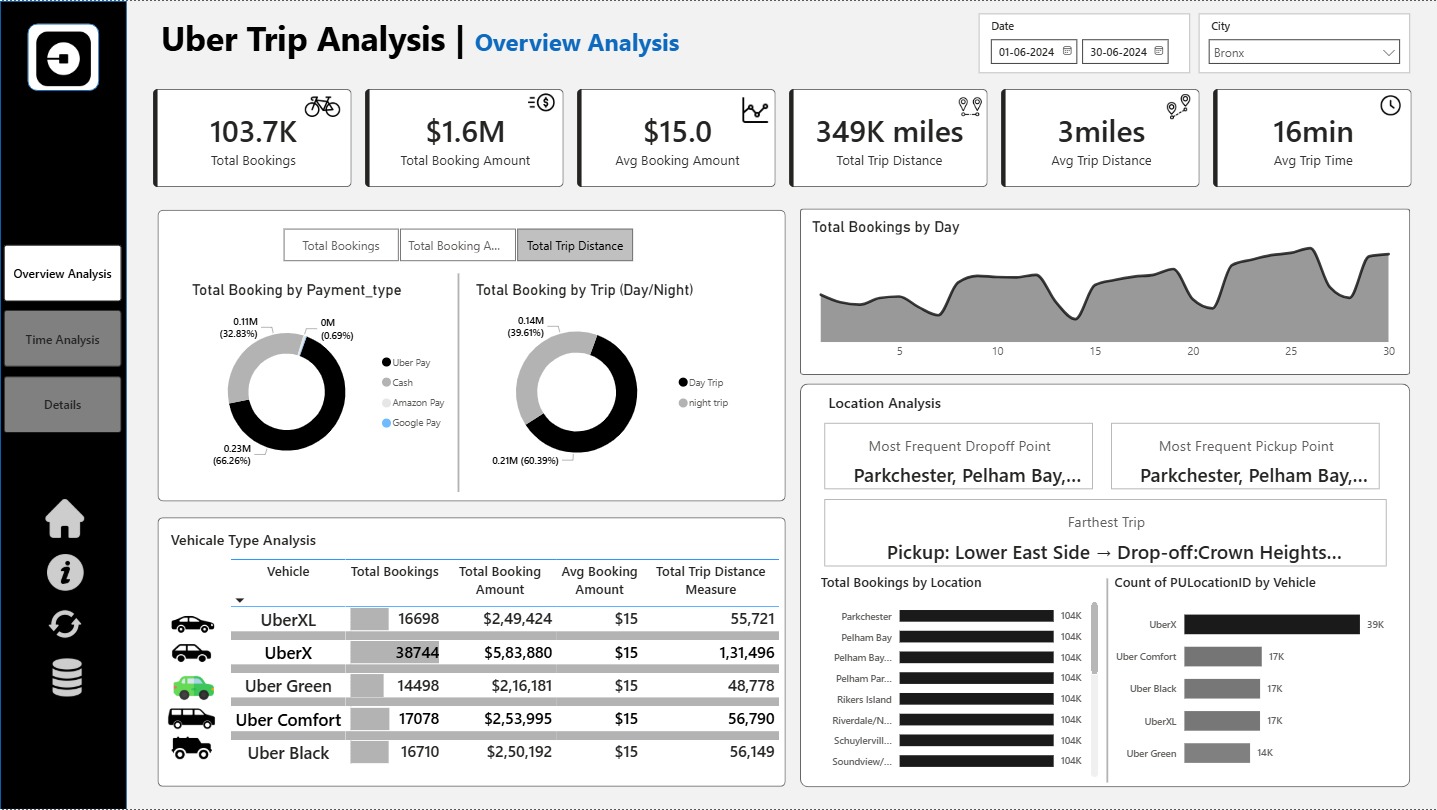 Uber Trip Analysis | Overview Analysis
Date
01-06-2024 30-06-2024
City
Bronx
103.7K
Total Bookings
$1.6M
Total Booking Amount
$15.0
Avg Booking Amount
349K miles
Total Trip Distance
3miles
Avg Trip Distance
16min
Avg Trip Time
Overview Analysis
Time Analysis
Details
Total Bookings Total Booking A... Total Trip Distance
Total Booking by Payment_type
0.11M
(32.83%)
0M
(0.69%)
0.23M
(66.26%)
Uber Pay
Cash
Amazon Pay
Google Pay
Total Booking by Trip (Day/Night)
0.14M
(39.61%)
0.21M (60.39%)
Day Trip
night trip
Total Bookings by Day
5 10 15 20 25 30
Vehicale Type Analysis
Vehicle Total Bookings Total Booking Amount Avg Booking Amount Total Trip Distance Measure
UberXL 16698 $2,49,424 $15 55,721
UberX 38744 $5,83,880 $15 1,31,496
Uber Green 14498 $2,16,181 $15 48,778
Uber Comfort 17078 $2,53,995 $15 56,790
Uber Black 16710 $2,50,192 $15 56,149
Location Analysis
Most Frequent Dropoff Point
Parkchester, Pelham Bay,...
Most Frequent Pickup Point
Parkchester, Pelham Bay,...
Farthest Trip
Pickup: Lower East Side → Drop-off:Crown Heights...
Total Bookings by Location
Parkchester 104K
Pelham Bay 104K
Pelham Bay... 104K
Pelham Par... 104K
Rikers Island 104K
Riverdale/N... 104K
Schuylervill... 104K
Soundview/... 104K
Count of PULocationID by Vehicle
UberX 39K
Uber Comfort 17K
Uber Black 17K
UberXL 17K
Uber Green 14K